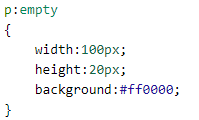 p:empty
{
    width:100px;
    height:20px;
    background:#ff0000;
}